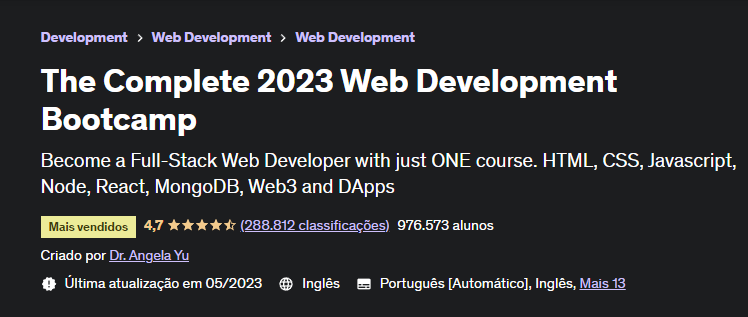 Development > Web Development > Web Development
The Complete 2023 Web Development
Bootcamp
Become a Full-Stack Web Developer with just ONE course. HTML, CSS, Javascript,
Node, React, MongoDB, Web3 and DApps
Mais vendidos 4,7 (288.812 classificações) 976.573 alunos
Criado por Dr. Angela Yu
Última atualização em 05/2023 Inglês Português [Automático], Inglês, Mais 13